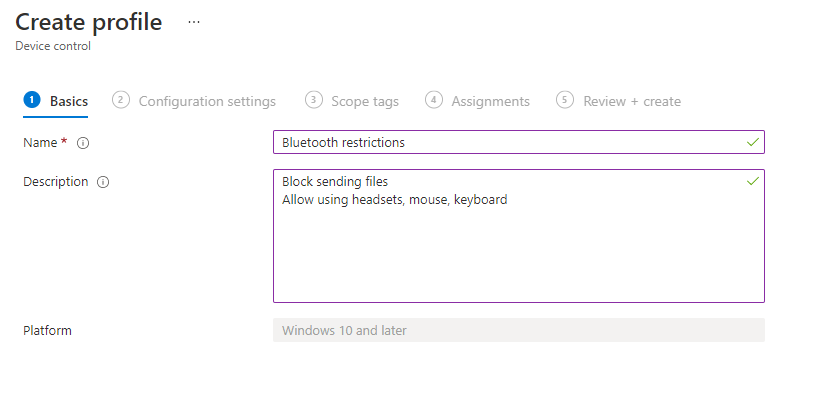 Create profile ...
Device control
1 Basics 2 Configuration settings 3 Scope tags 4 Assignments 5 Review + create
Name * Bluetooth restrictions
Description Block sending files
Allow using headsets, mouse, keyboard
Platform Windows 10 and later